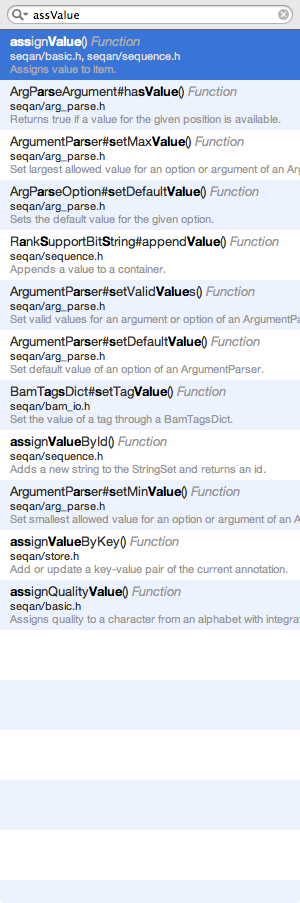 assValue
assignValue() Function
seqan/basic.h, seqan/sequence.h
Assigns value to item.
ArgParseArgument#hasValue() Function
seqan/arg_parse.h
Returns true if a value for the given position is available.
ArgumentParser#setMaxValue() Function
seqan/arg_parse.h
Set largest allowed value for an option or argument of an Arg
ArgParseOption#setDefaultValue() Function
seqan/arg_parse.h
Sets the default value for the given option.
RankSupportBitString#appendValue() Function
seqan/sequence.h
Appends a value to a container.
ArgumentParser#setValidValues() Function
seqan/arg_parse.h
Set valid values for an argument or option of an ArgumentPa
ArgumentParser#setDefaultValue() Function
seqan/arg_parse.h
Set default value of an option of an ArgumentParser.
BamTagsDict#setTagValue() Function
seqan/bam_io.h
Set the value of a tag through a BamTagsDict.
assignValueById() Function
seqan/sequence.h
Adds a new string to the StringSet and returns an id.
ArgumentParser#setMinValue() Function
seqan/arg_parse.h
Set smallest allowed value for an option or argument of an A
assignValueByKey() Function
seqan/store.h
Add or update a key-value pair of the current annotation.
assignQualityValue() Function
seqan/basic.h
Assigns quality to a character from an alphabet with integra